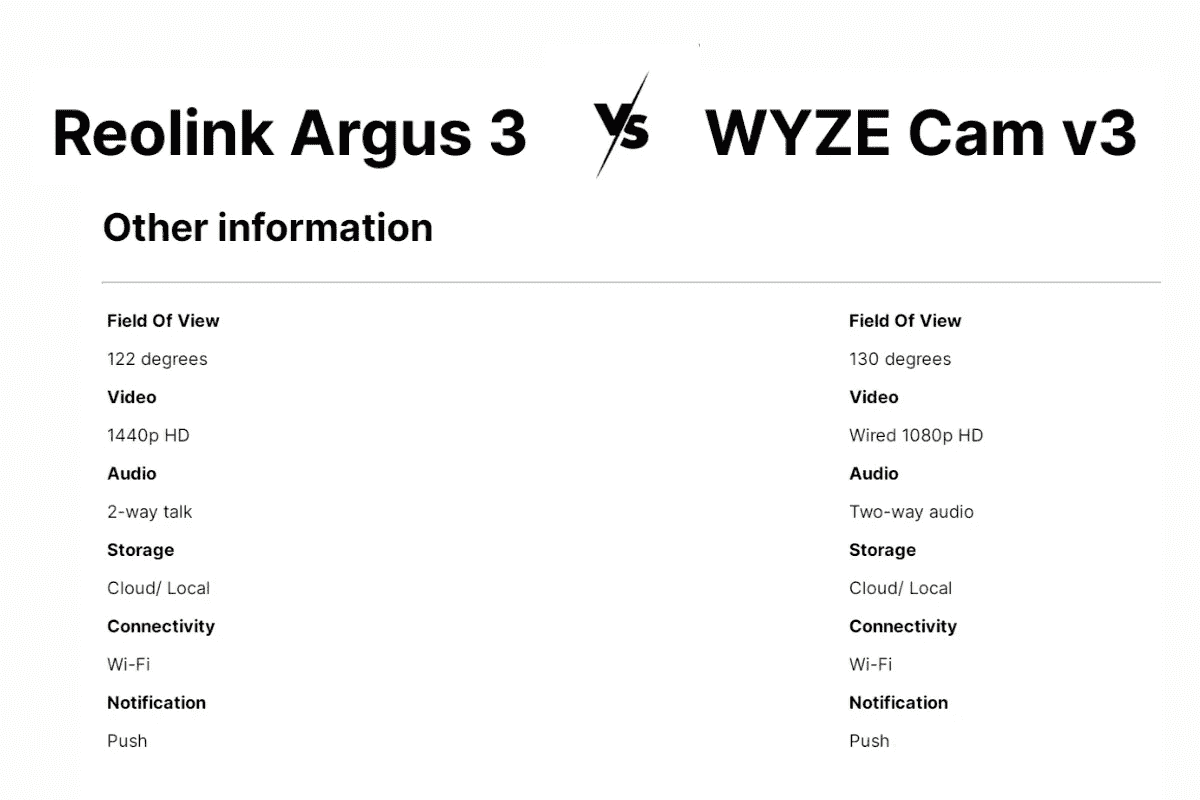 Reolink Argus 3 Vs WYZE Cam v3
Other information
Field Of View
122 degrees
Video
1440p HD
Audio
2-way talk
Storage
Cloud/ Local
Connectivity
Wi-Fi
Notification
Push
Field Of View
130 degrees
Video
Wired 1080p HD
Audio
Two-way audio
Storage
Cloud/ Local
Connectivity
Wi-Fi
Notification
Push